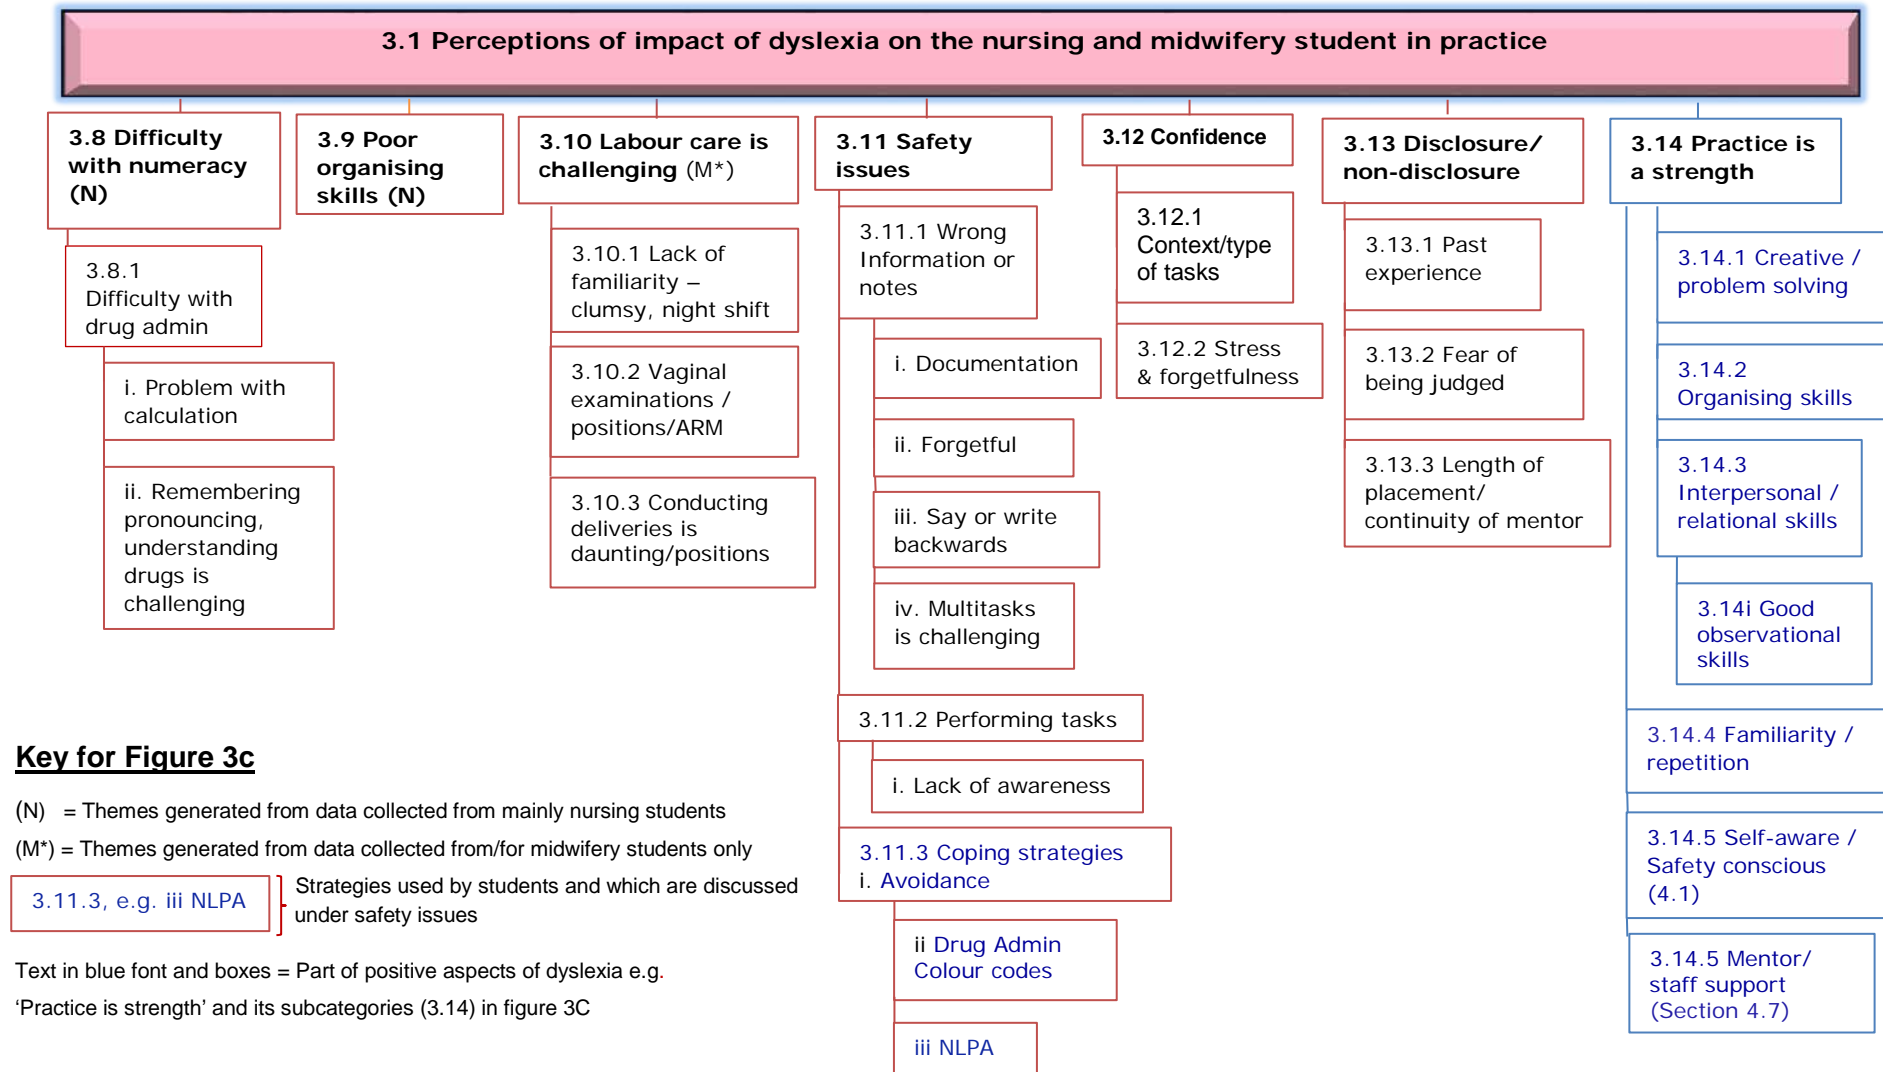 3.1 Perceptions of impact of dyslexia on the nursing and midwifery student in practice
3.8 Difficulty
with numeracy
(N)
3.8.1
Difficulty with
drug admin
i. Problem with
calculation
ii. Remembering
pronouncing,
understanding
drugs is
challenging
3.9 Poor
organising
skills (N)
3.10 Labour care is
challenging (M*)
3.10.1 Lack of
familiarity –
clumsy, night shift
3.10.2 Vaginal
examinations /
positions/ARM
3.10.3 Conducting
deliveries is
daunting/positions
3.11 Safety
issues
3.11.1 Wrong
Information or
notes
i. Documentation
ii. Forgetful
iii. Say or write
backwards
iv. Multitasks
is challenging
3.11.2 Performing tasks
i. Lack of awareness
3.11.3 Coping strategies
i. Avoidance
ii Drug Admin
Colour codes
iii NLPA
3.12 Confidence
3.12.1
Context/type
of tasks
3.12.2 Stress
& forgetfulness
3.13 Disclosure/
non-disclosure
3.13.1 Past
experience
3.13.2 Fear of
being judged
3.13.3 Length of
placement/
continuity of mentor
3.14 Practice is
a strength
3.14.1 Creative /
problem solving
3.14.2
Organising skills
3.14.3
Interpersonal /
relational skills
3.14i Good
observational
skills
3.14.4 Familiarity /
repetition
3.14.5 Self-aware /
Safety conscious
(4.1)
3.14.5 Mentor/
staff support
(Section 4.7)
Key for Figure 3c
(N) = Themes generated from data collected from mainly nursing students
(M*) = Themes generated from data collected from/for midwifery students only
3.11.3, e.g. iii NLPA
Strategies used by students and which are discussed
under safety issues
Text in blue font and boxes = Part of positive aspects of dyslexia e.g.
‘Practice is strength’ and its subcategories (3.14) in figure 3C